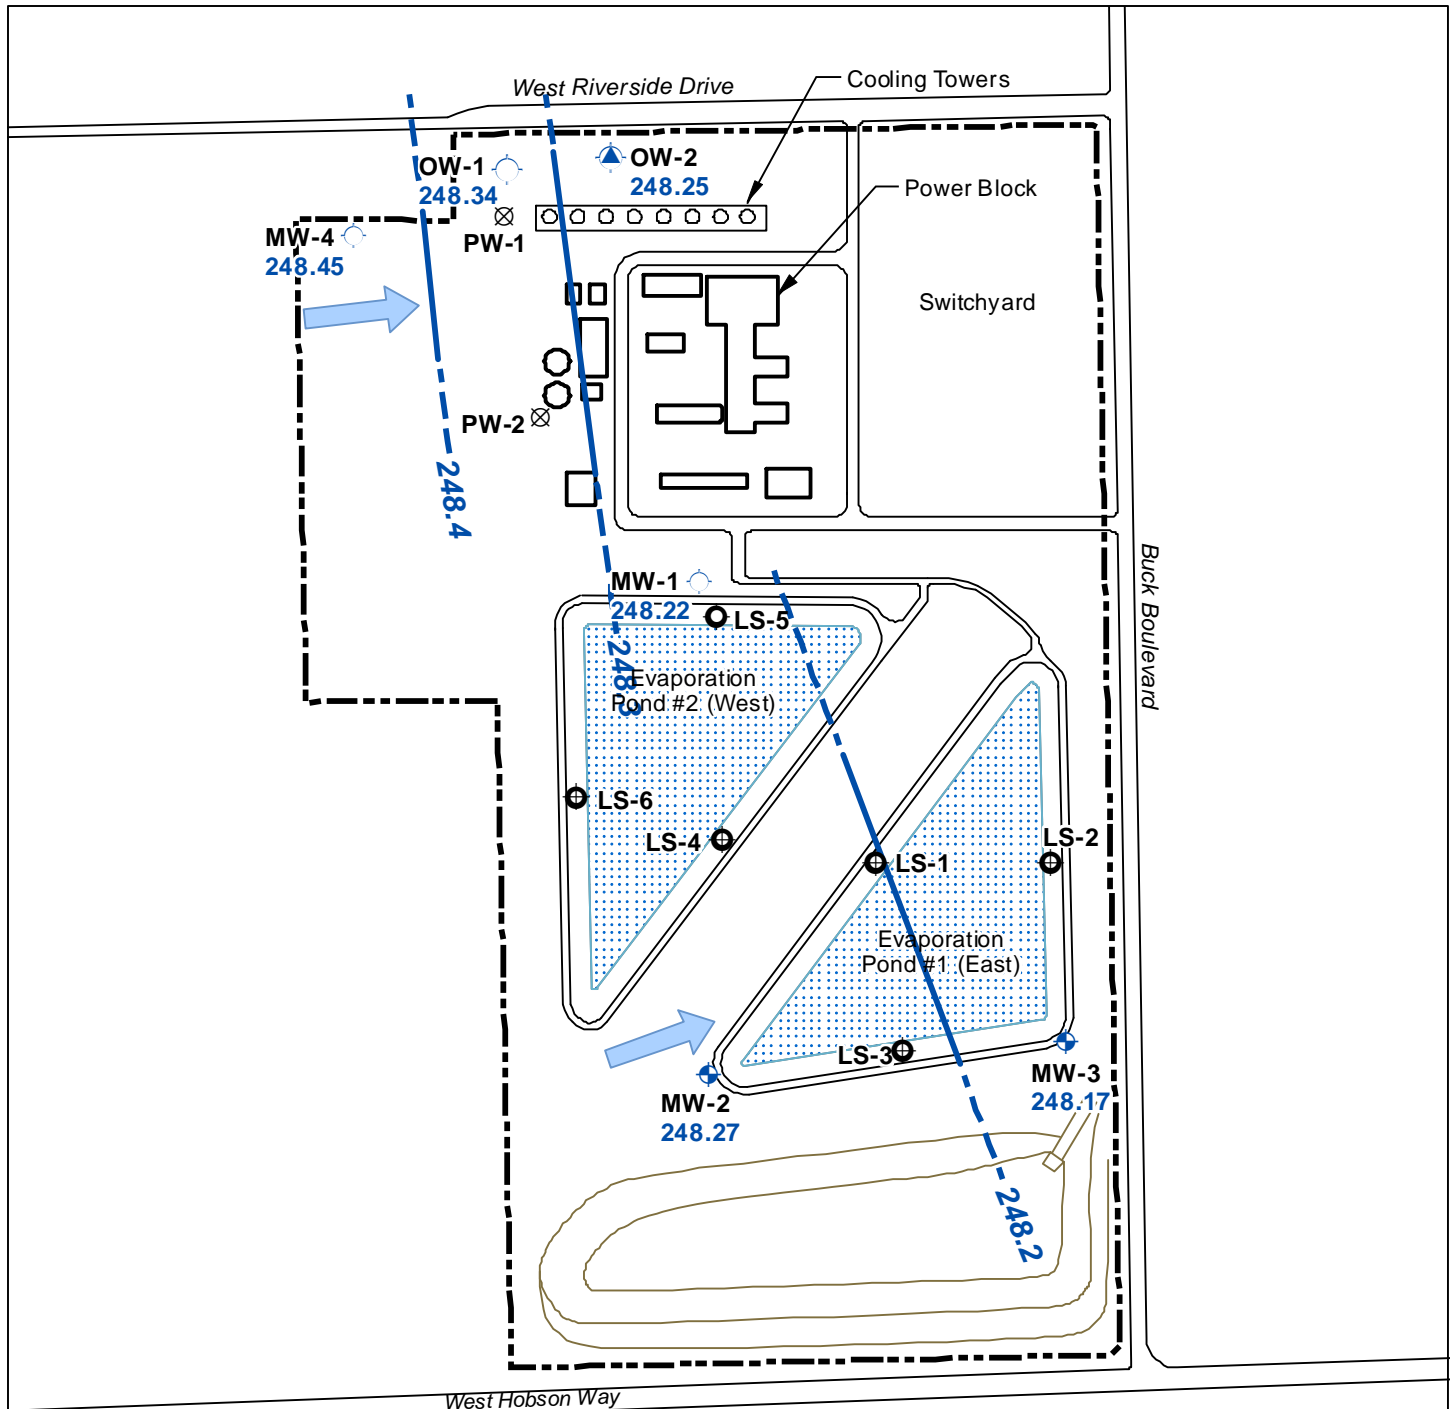 West Riverside Drive
Cooling Towers
OW-1
248.34
OW-2
248.25
Power Block
MW-4
248.45
PW-1
Switchyard
PW-2
248.4
Buck Boulevard
MW-1
248.22
LS-5
248.3
Evaporation
Pond #2 (West)
LS-6
LS-4
LS-1
LS-2
Evaporation
Pond #1 (East)
LS-3
MW-2
248.27
MW-3
248.17
248.2
West Hobson Way